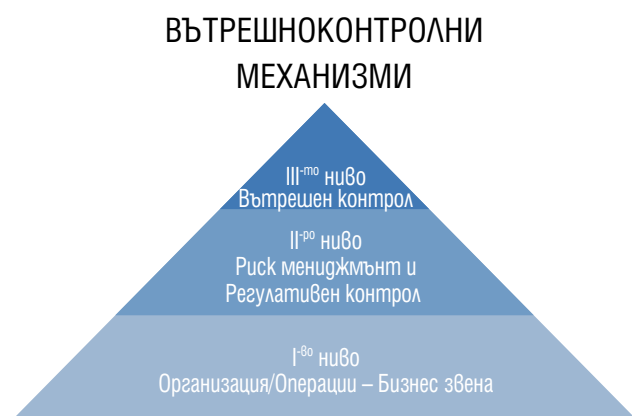 ВЪТРЕШНОКОНТРОЛНИ
МЕХАНИЗМИ
III-то ниво
Вътрешен контрол
II-ро ниво
Риск мениджмънт и
Регулативен контрол
I-во ниво
Организация/Операции – Бизнес звена